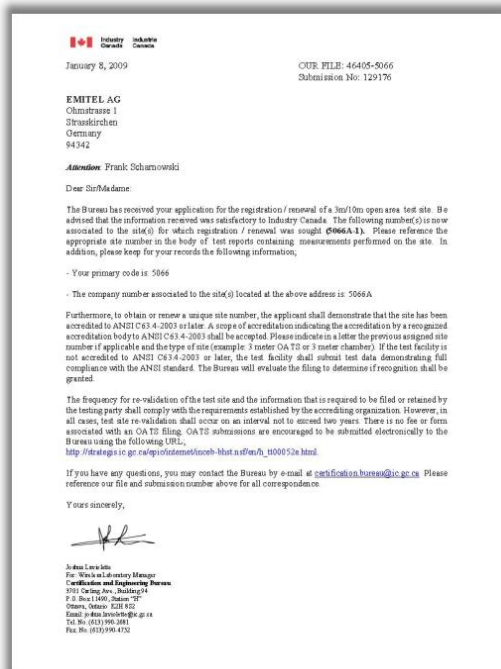 Industry Industrie
Canada Canada
January 8, 2009
OUR FILE: 46405-5066
Submission No: 129176
EMITEL AG
Ohmstrasse 1
Strasskirchen
Germany
94342
Attention: Frank Scharnowski
Dear Sir/Madame:
The Bureau has received your application for the registration / renewal of a 3m/10m open area test site. Be
advised that the information received was satisfactory to Industry Canada. The following number(s) is now
associated to the site(s) for which registration / renewal was sought (5066A-1). Please reference the
appropriate site number in the body of test reports containing measurements performed on the site. In
addition, please keep for your records the following information;
- Your primary code is: 5066
- The company number associated to the site(s) located at the above address is: 5066A
Furthermore, to obtain or renew a unique site number, the applicant shall demonstrate that the site has been
accredited to ANSI C63.4-2003 or later. A scope of accreditation indicating the accreditation by a recognized
accreditation body to ANSI C63.4-2003 shall be accepted. Please indicate in a letter the previous assigned site
number if applicable and the type of site (example: 3 meter OATS or 3 meter chamber). If the test facility is
not accredited to ANSI C63.4-2003 or later, the test facility shall submit test data demonstrating full
compliance with the ANSI standard. The Bureau will evaluate the filing to determine if recognition shall be
granted.
The frequency for re-validation of the test site and the information that is required to be filed or retained by
the testing party shall comply with the requirements established by the accrediting organization. However, in
all cases, test site re-validation shall occur on an interval not to exceed two years. There is no fee or form
associated with an OATS filing. OATS submissions are encouraged to be submitted electronically to the
Bureau using the following URL;
http://strategis.ic.gc.ca/epic/internet/inceb-bhst.nsf/en/h_tt00052e.html.
If you have any questions, you may contact the Bureau by e-mail at certification.bureau@ic.gc.ca Please
reference our file and submission number above for all correspondence.
Yours sincerely,
For: Wireless Laboratory Manager
Certification and Engineering Bureau
3701 Carling Ave., Building 94
P.O. Box 11490, Station "H"
Ottawa, Ontario K2H 8S2
Tel. No. (613) 990-2681
Fax. No. (613) 990-4752